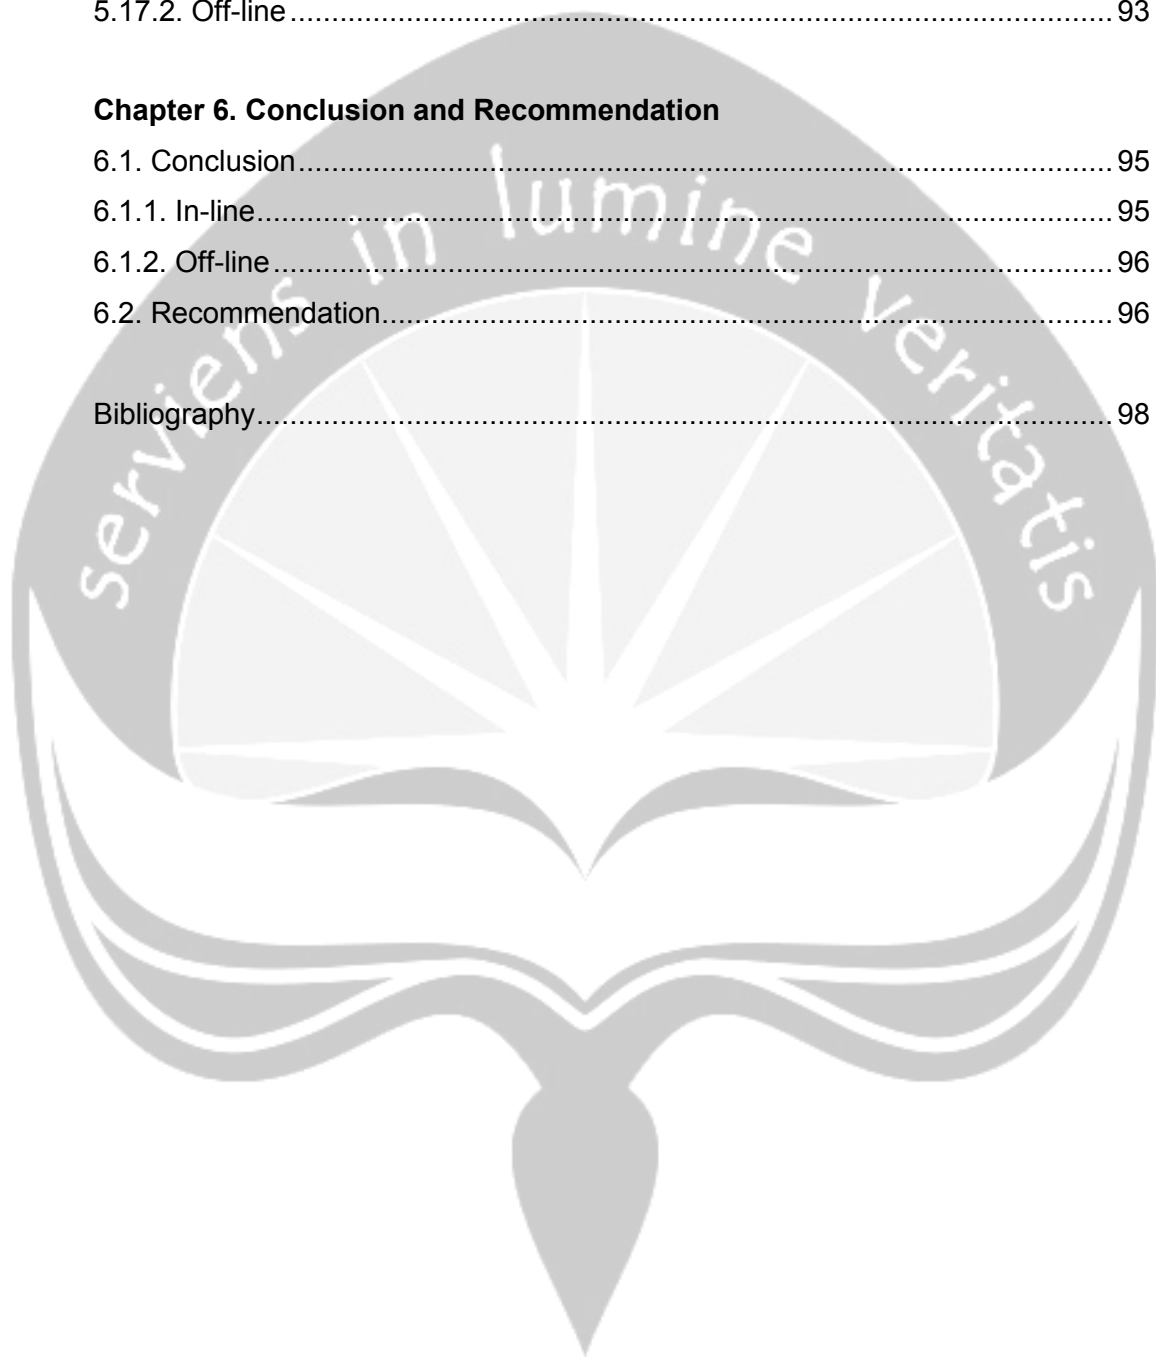 5.17.2. Off-line........................................................................................................ 93
Chapter 6. Conclusion and Recommendation
6.1. Conclusion....................................................................................................... 95
6.1.1. In-line............................................................................................................ 95
6.1.2. Off-line.......................................................................................................... 96
6.2. Recommendation............................................................................................. 96
Bibliography............................................................................................................ 98
serviens in lumine veritatis